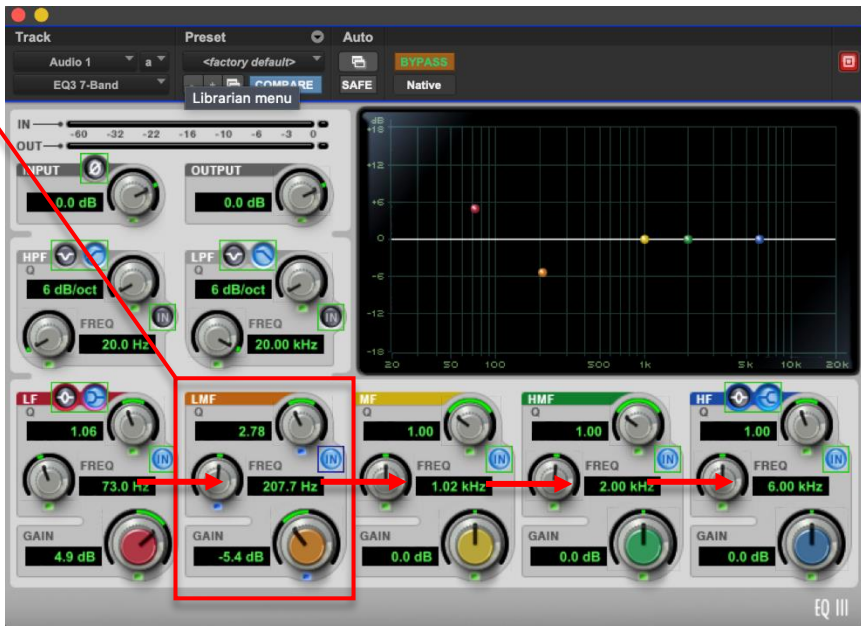 Track Preset Auto
Audio 1 a <factory default> BYPASS
EQ3 7-Band - + COMPARE SAFE Native
Librarian menu
IN -60 -32 -22 -16 -10 -6 -3 0
OUT
INPUT Ø OUTPUT
0.0 dB 0.0 dB
HPF LPF
Q Q
6 dB/oct 6 dB/oct
IN IN
FREQ FREQ
20.0 Hz 20.00 kHz
dB
+18
+12
+6
0
-6
-12
-18
20 50 100 500 1k 5k 10k 20k
LF LMF MF HMF HF
Q Q Q Q Q
1.06 2.78 1.00 1.00 1.00
IN IN IN IN IN
FREQ FREQ FREQ FREQ FREQ
73.0 Hz 207.7 Hz 1.02 kHz 2.00 kHz 6.00 kHz
GAIN GAIN GAIN GAIN GAIN
4.9 dB -5.4 dB 0.0 dB 0.0 dB 0.0 dB
EQ III